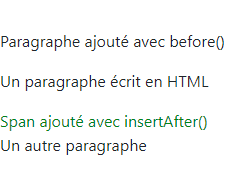 Paragraphe ajouté avec before()
Un paragraphe écrit en HTML
Span ajouté avec insertAfter()
Un autre paragraphe